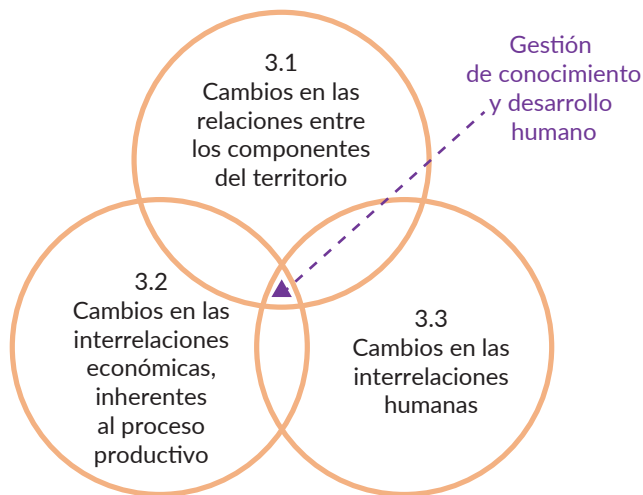 3.1
Cambios en las
relaciones entre
los componentes
del territorio
Gestión
de conocimiento
y desarrollo
humano
3.2
Cambios en las
interrelaciones
económicas,
inherentes
al proceso
productivo
3.3
Cambios en las
interrelaciones
humanas